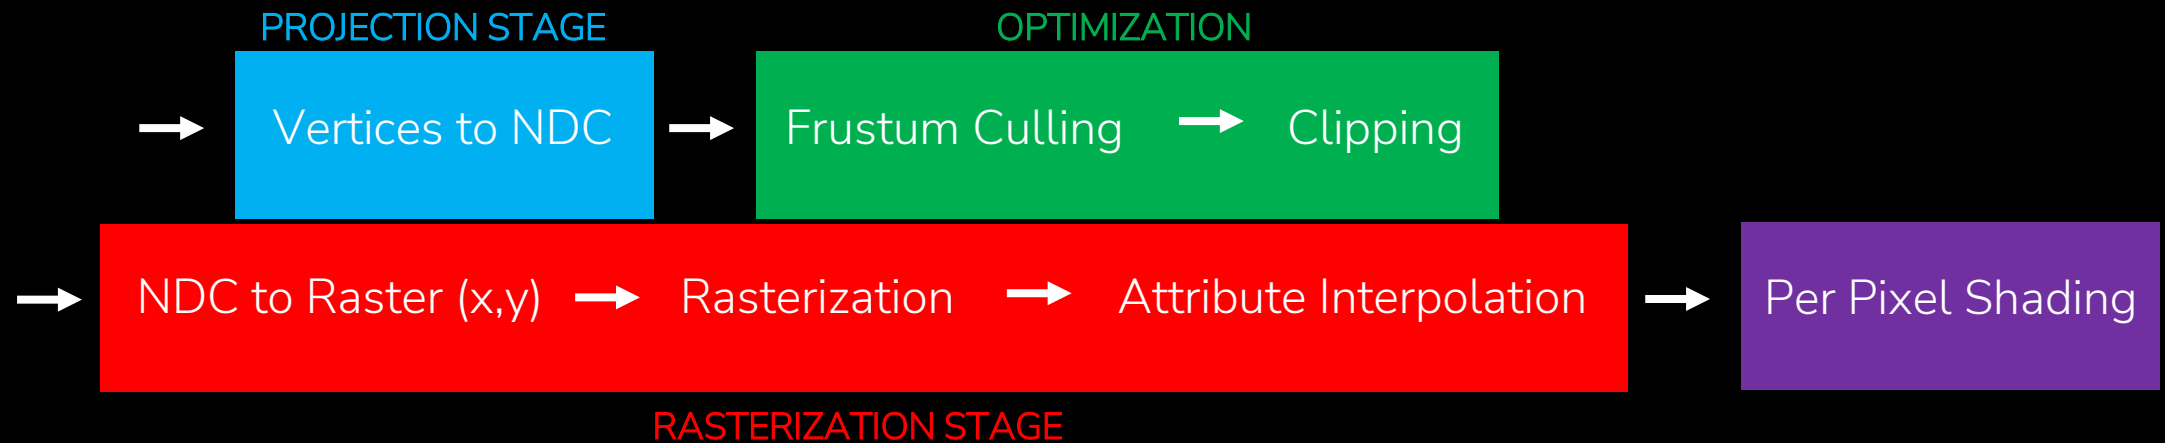 PROJECTION STAGE
OPTIMIZATION
Vertices to NDC
Frustum Culling
Clipping
NDC to Raster (x,y)
Rasterization
Attribute Interpolation
Per Pixel Shading
RASTERIZATION STAGE